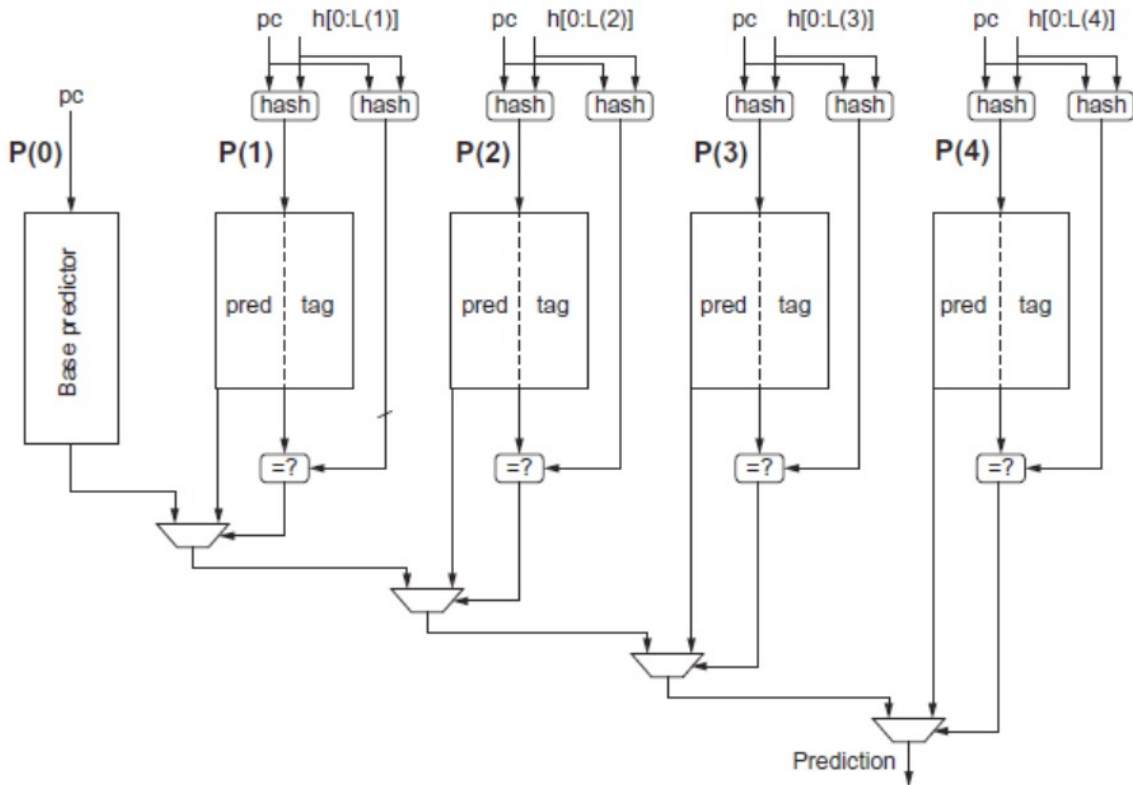 pc h[0:L(1)] pc h[0:L(2)] pc h[0:L(3)] pc h[0:L(4)]
hash hash hash hash hash hash hash hash
pc
P(0) P(1) P(2) P(3) P(4)
Base predictor
pred tag pred tag pred tag pred tag
=? =? =? =?
Prediction